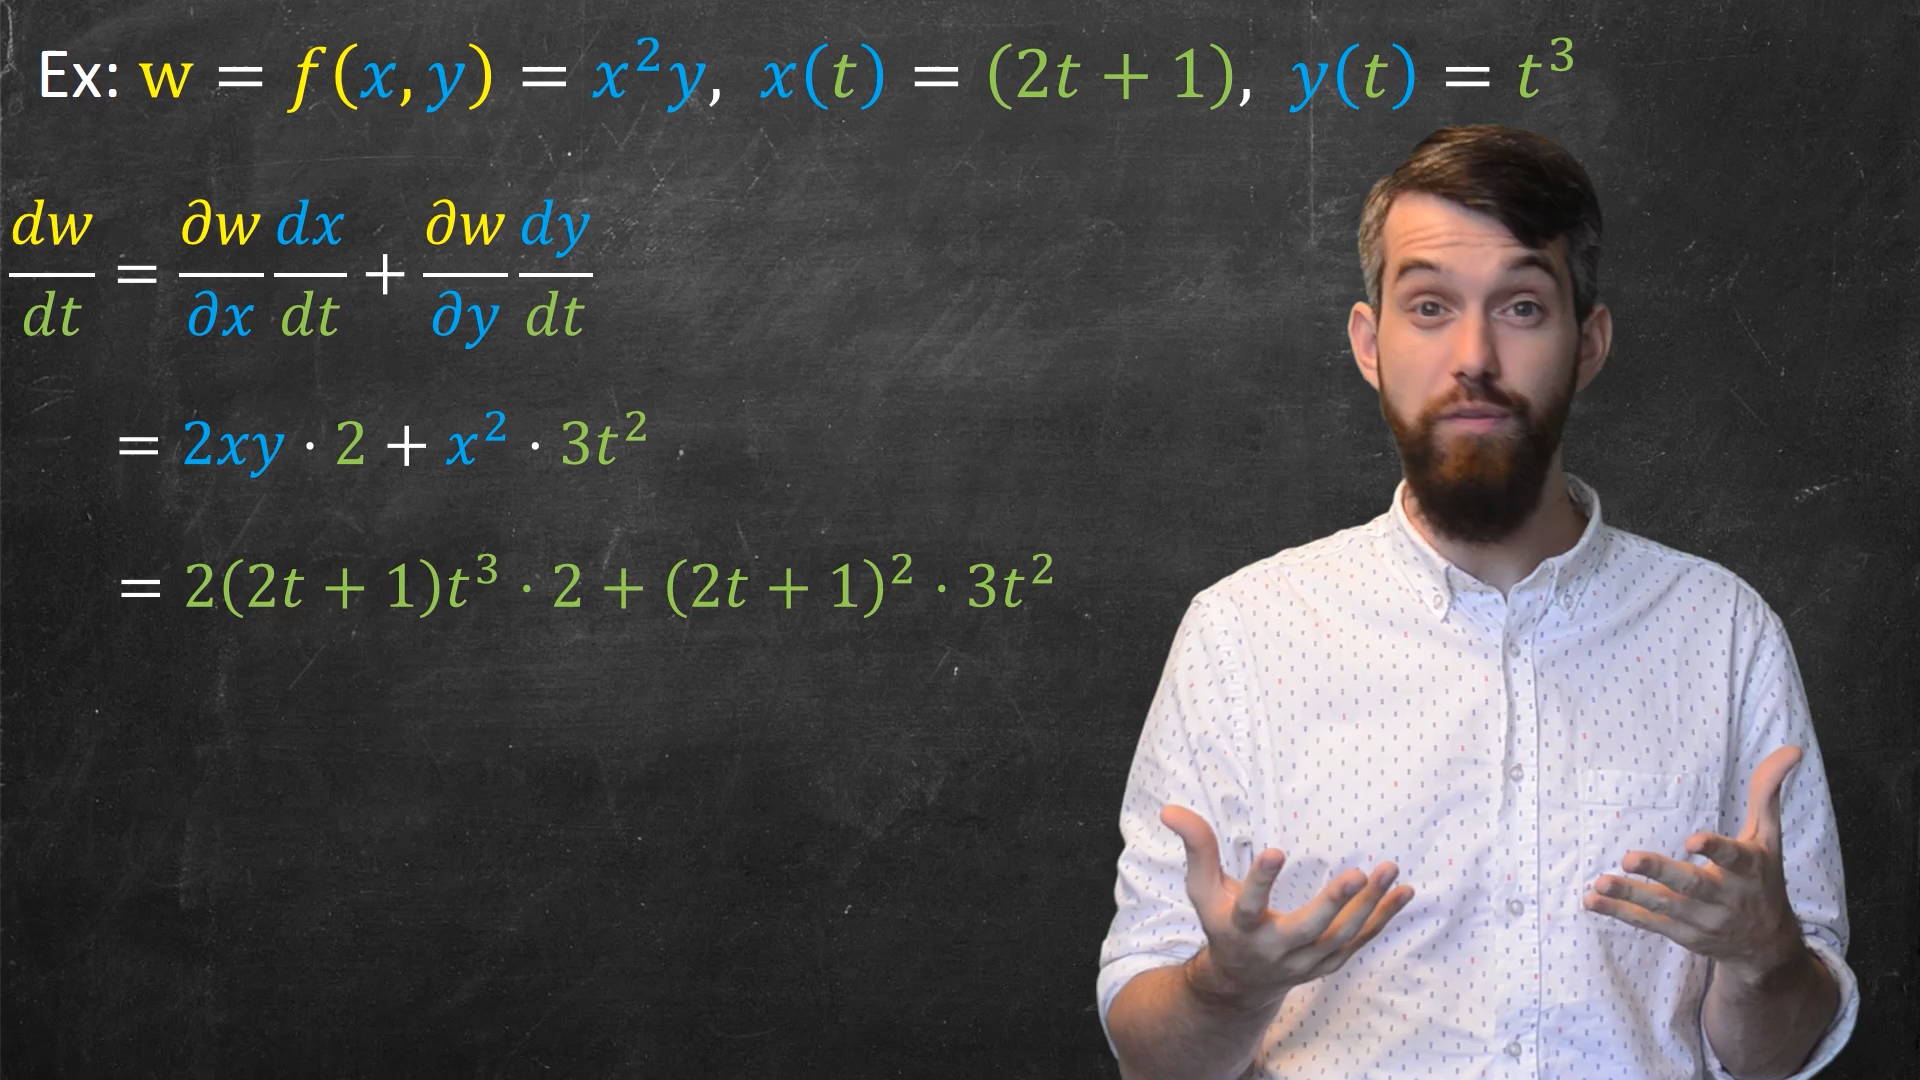 Ex: w = f(x, y) = x²y, x(t) = (2t + 1), y(t) = t³
dw/dt = ∂w/∂x dx/dt + ∂w/∂y dy/dt
= 2xy · 2 + x² · 3t²
= 2(2t + 1)t³ · 2 + (2t + 1)² · 3t²